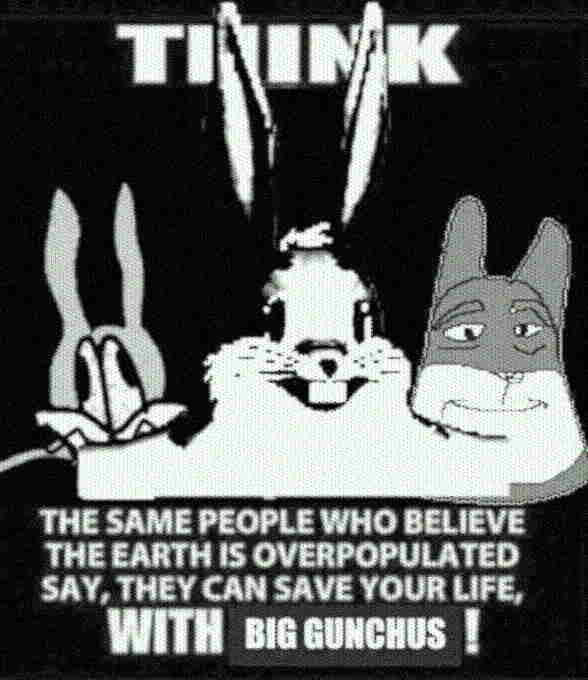 THINK
THE SAME PEOPLE WHO BELIEVE
THE EARTH IS OVERPOPULATED
SAY, THEY CAN SAVE YOUR LIFE,
WITH BIG GUNCHUS !